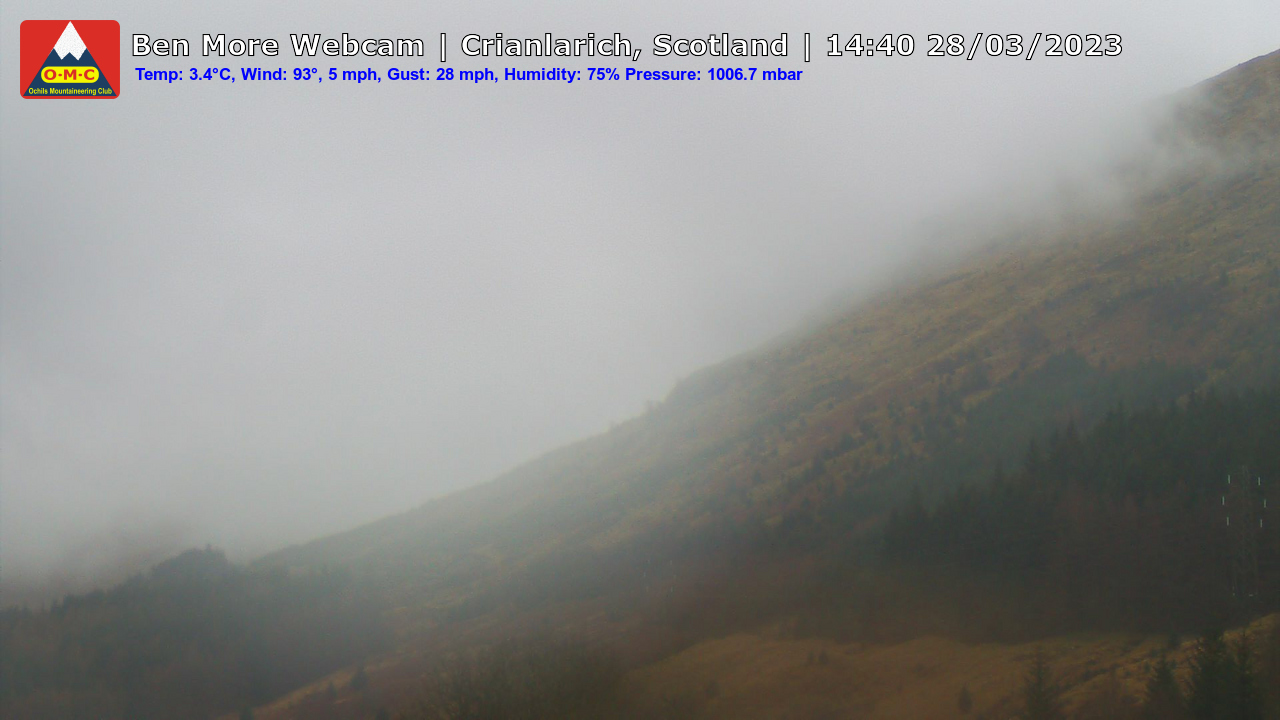 Ben More Webcam | Crianlarich, Scotland | 14:40 28/03/2023
Temp: 3.4°C, Wind: 93°, 5 mph, Gust: 28 mph, Humidity: 75% Pressure: 1006.7 mbar
O-M-C
Ochils Mountaineering Club